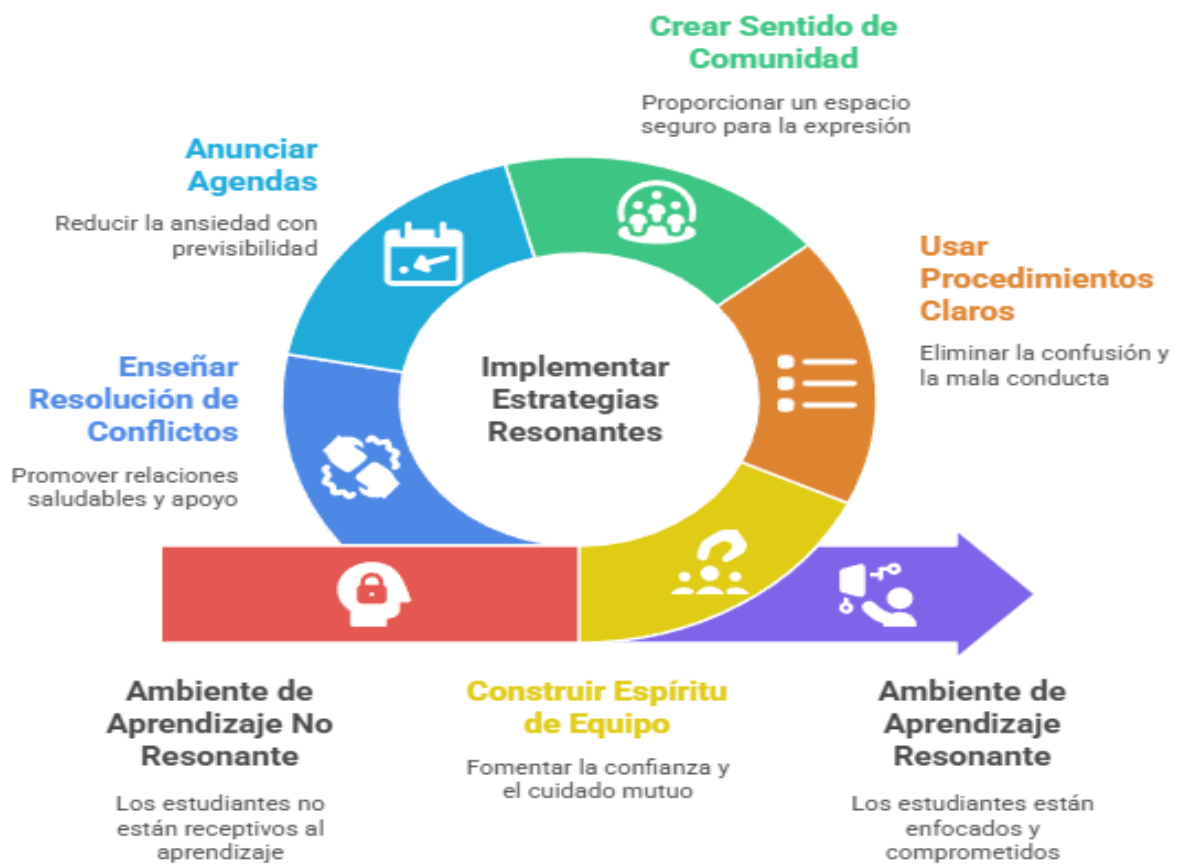 Crear Sentido de
Comunidad
Proporcionar un espacio
seguro para la expresión
Anunciar
Agendas
Reducir la ansiedad con
previsibilidad
Usar
Procedimientos
Claros
Eliminar la confusión y
la mala conducta
Enseñar
Resolución de
Conflictos
Promover relaciones
saludables y apoyo
Implementar
Estrategias
Resonantes
Ambiente de
Aprendizaje No
Resonante
Los estudiantes no
están receptivos al
aprendizaje
Construir Espíritu
de Equipo
Fomentar la confianza y
el cuidado mutuo
Ambiente de
Aprendizaje
Resonante
Los estudiantes están
enfocados y
comprometidos